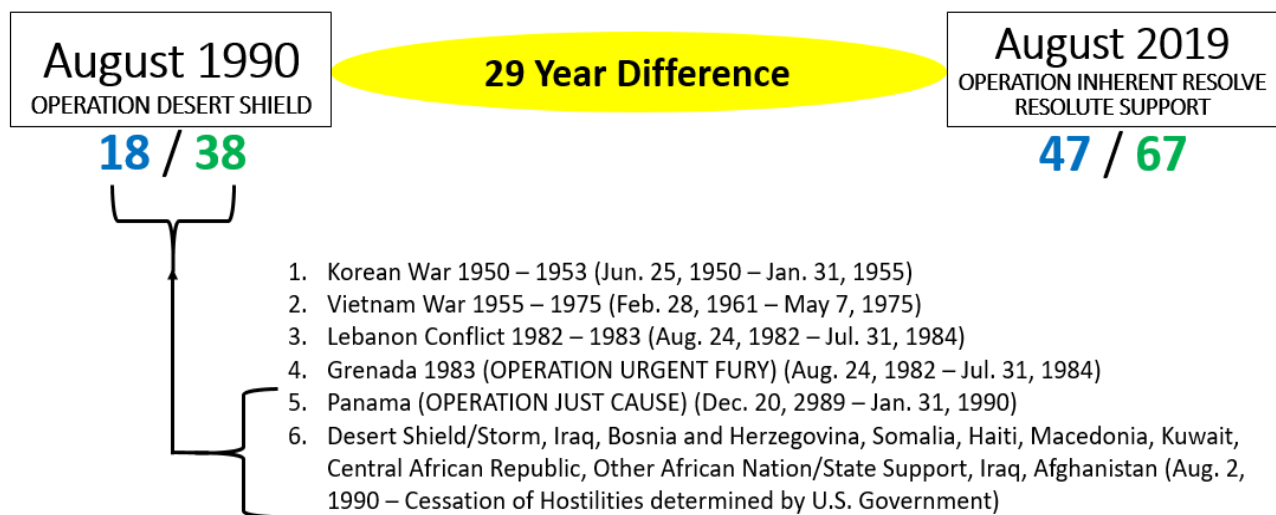 August 1990
OPERATION DESERT SHIELD
29 Year Difference
August 2019
OPERATION INHERENT RESOLVE
RESOLUTE SUPPORT
18 / 38
47 / 67
1. Korean War 1950 – 1953 (Jun. 25, 1950 – Jan. 31, 1955)
2. Vietnam War 1955 – 1975 (Feb. 28, 1961 – May 7, 1975)
3. Lebanon Conflict 1982 – 1983 (Aug. 24, 1982 – Jul. 31, 1984)
4. Grenada 1983 (OPERATION URGENT FURY) (Aug. 24, 1982 – Jul. 31, 1984)
5. Panama (OPERATION JUST CAUSE) (Dec. 20, 2989 – Jan. 31, 1990)
6. Desert Shield/Storm, Iraq, Bosnia and Herzegovina, Somalia, Haiti, Macedonia, Kuwait,
Central African Republic, Other African Nation/State Support, Iraq, Afghanistan (Aug. 2,
1990 – Cessation of Hostilities determined by U.S. Government)